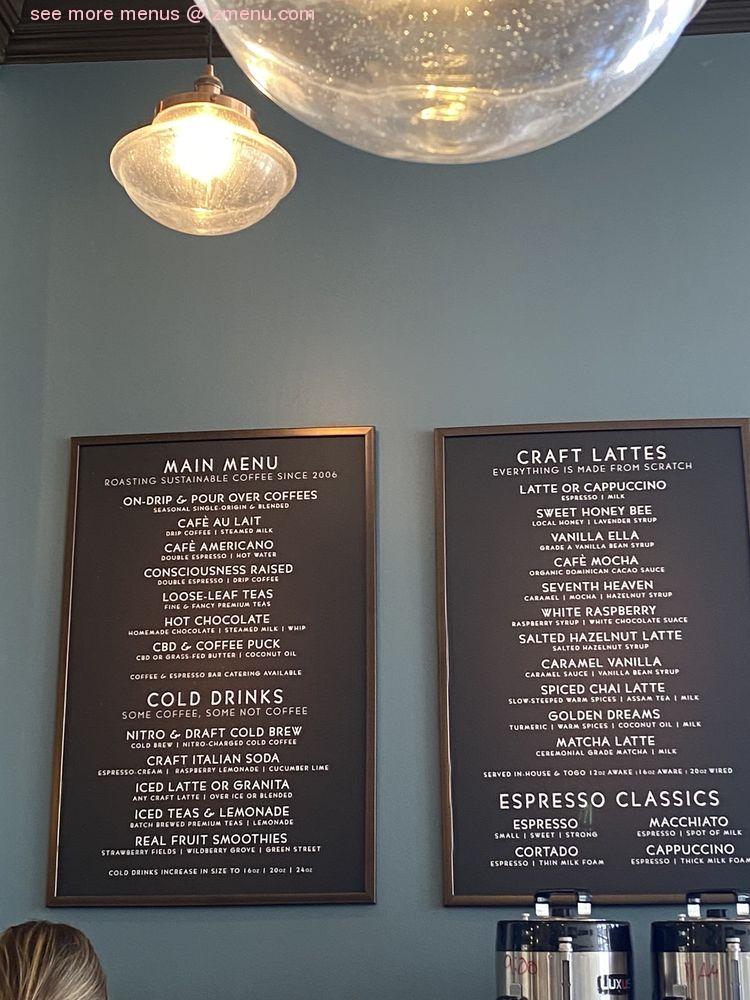 see more menus @ zmenu.com
MAIN MENU
ROASTING SUSTAINABLE COFFEE SINCE 2006
ON-DRIP & POUR OVER COFFEES
SEASONAL SINGLE-ORIGIN & BLENDED
CAFÈ AU LAIT
DRIP COFFEE | STEAMED MILK
CAFÈ AMERICANO
DOUBLE ESPRESSO | HOT WATER
CONSCIOUSNESS RAISED
DOUBLE ESPRESSO | DRIP COFFEE
LOOSE-LEAF TEAS
FINE & FANCY PREMIUM TEAS
HOT CHOCOLATE
HOMEMADE CHOCOLATE | STEAMED MILK | WHIP
CBD & COFFEE PUCK
CBD OR GRASS-FED BUTTER | COCONUT OIL
COFFEE & ESPRESSO BAR CATERING AVAILABLE
COLD DRINKS
SOME COFFEE, SOME NOT COFFEE
NITRO & DRAFT COLD BREW
COLD BREW | NITRO-CHARGED COLD COFFEE
CRAFT ITALIAN SODA
ESPRESSO-CREAM | RASPBERRY LEMONADE | CUCUMBER LIME
ICED LATTE OR GRANITA
ANY CRAFT LATTE | OVER ICE OR BLENDED
ICED TEAS & LEMONADE
BATCH BREWED PREMIUM TEAS | LEMONADE
REAL FRUIT SMOOTHIES
STRAWBERRY FIELDS | WILDBERRY GROVE | GREEN STREET
COLD DRINKS INCREASE IN SIZE TO 16oz | 20oz | 24oz
CRAFT LATTES
EVERYTHING IS MADE FROM SCRATCH
LATTE OR CAPPUCCINO
ESPRESSO | MILK
SWEET HONEY BEE
LOCAL HONEY | LAVENDER SYRUP
VANILLA ELLA
GRADE A VANILLA BEAN SYRUP
CAFÈ MOCHA
ORGANIC DOMINICAN CACAO SAUCE
SEVENTH HEAVEN
CARAMEL | MOCHA | HAZELNUT SYRUP
WHITE RASPBERRY
RASPBERRY SYRUP | WHITE CHOCOLATE SUACE
SALTED HAZELNUT LATTE
SALTED HAZELNUT SYRUP
CARAMEL VANILLA
CARAMEL SAUCE | VANILLA BEAN SYRUP
SPICED CHAI LATTE
SLOW-STEEPED WARM SPICES | ASSAM TEA | MILK
GOLDEN DREAMS
TURMERIC | WARM SPICES | COCONUT OIL | MILK
MATCHA LATTE
CEREMONIAL GRADE MATCHA | MILK
SERVED IN-HOUSE & TOGO 12oz AWAKE | 16oz AWARE | 20oz WIRED
ESPRESSO CLASSICS
ESPRESSO
SMALL | SWEET | STRONG
MACCHIATO
ESPRESSO | SPOT OF MILK
CORTADO
ESPRESSO | THIN MILK FOAM
CAPPUCCINO
ESPRESSO | THICK MILK FOAM
LUXUS